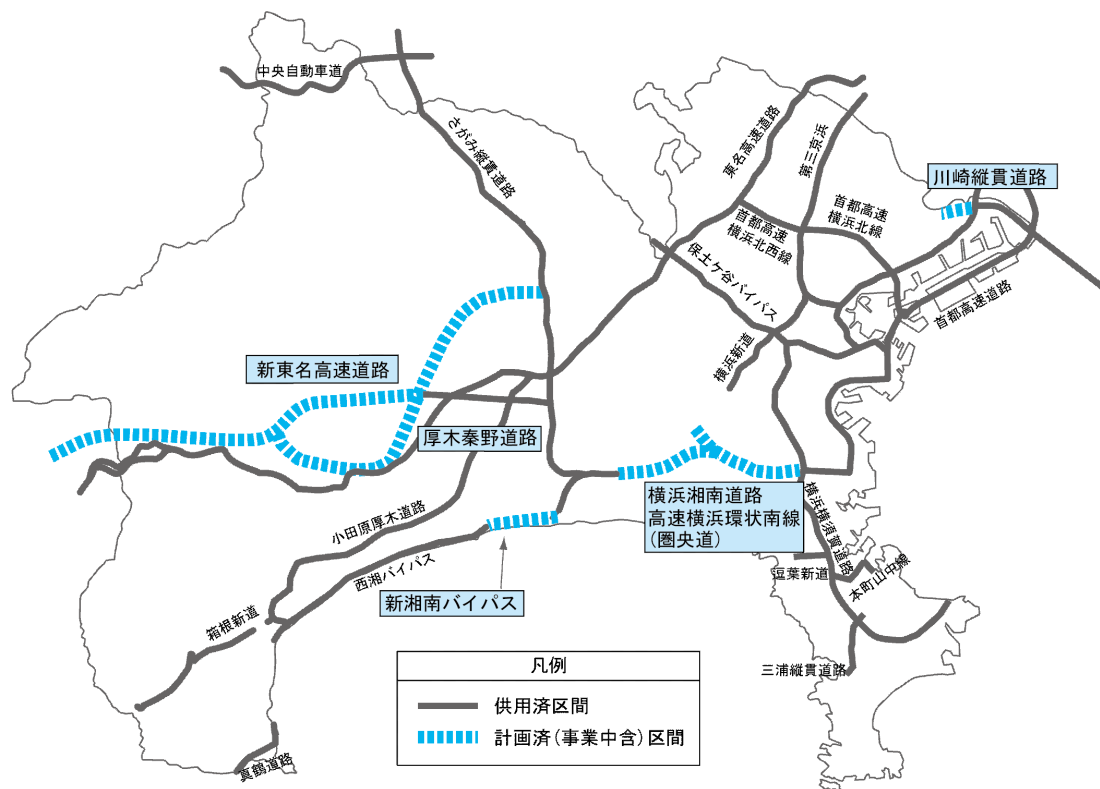 中央自動車道
さがみ縦貫道路
東名高速道路
第三京浜
川崎縦貫道路
首都高速
横浜北線
首都高速
横浜北西線
保土ケ谷バイパス
首都高速道路
横浜新道
新東名高速道路
厚木秦野道路
横浜湘南道路
高速横浜環状南線
(圏央道)
横浜横須賀道路
小田原厚木道路
西湘バイパス
逗葉新道
本町山中線
新湘南バイパス
箱根新道
三浦縦貫道路
真鶴道路
凡例
供用済区間
計画済(事業中含)区間